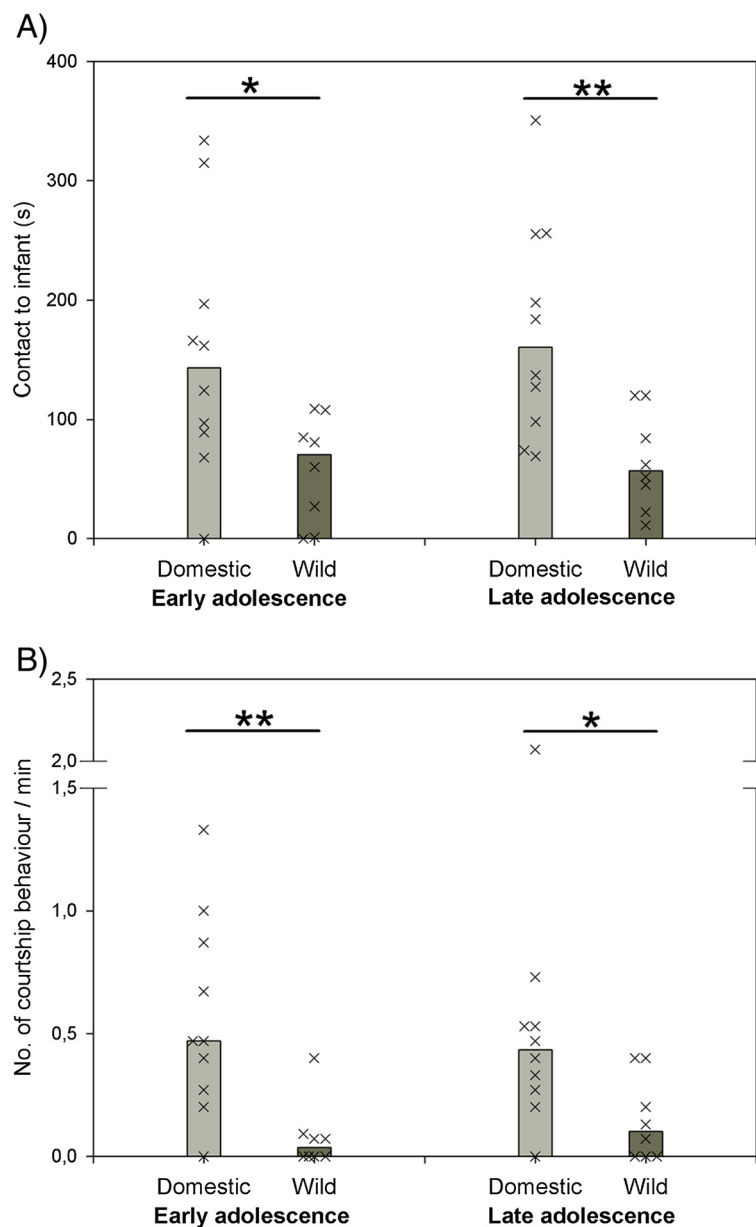 A)
400
300
200
100
0
Contact to infant (s)
* **
Domestic Wild Domestic Wild
Early adolescence Late adolescence
B)
2,5
2,0
1,5
1,0
0,5
0,0
No. of courtship behaviour / min
** *
Domestic Wild Domestic Wild
Early adolescence Late adolescence